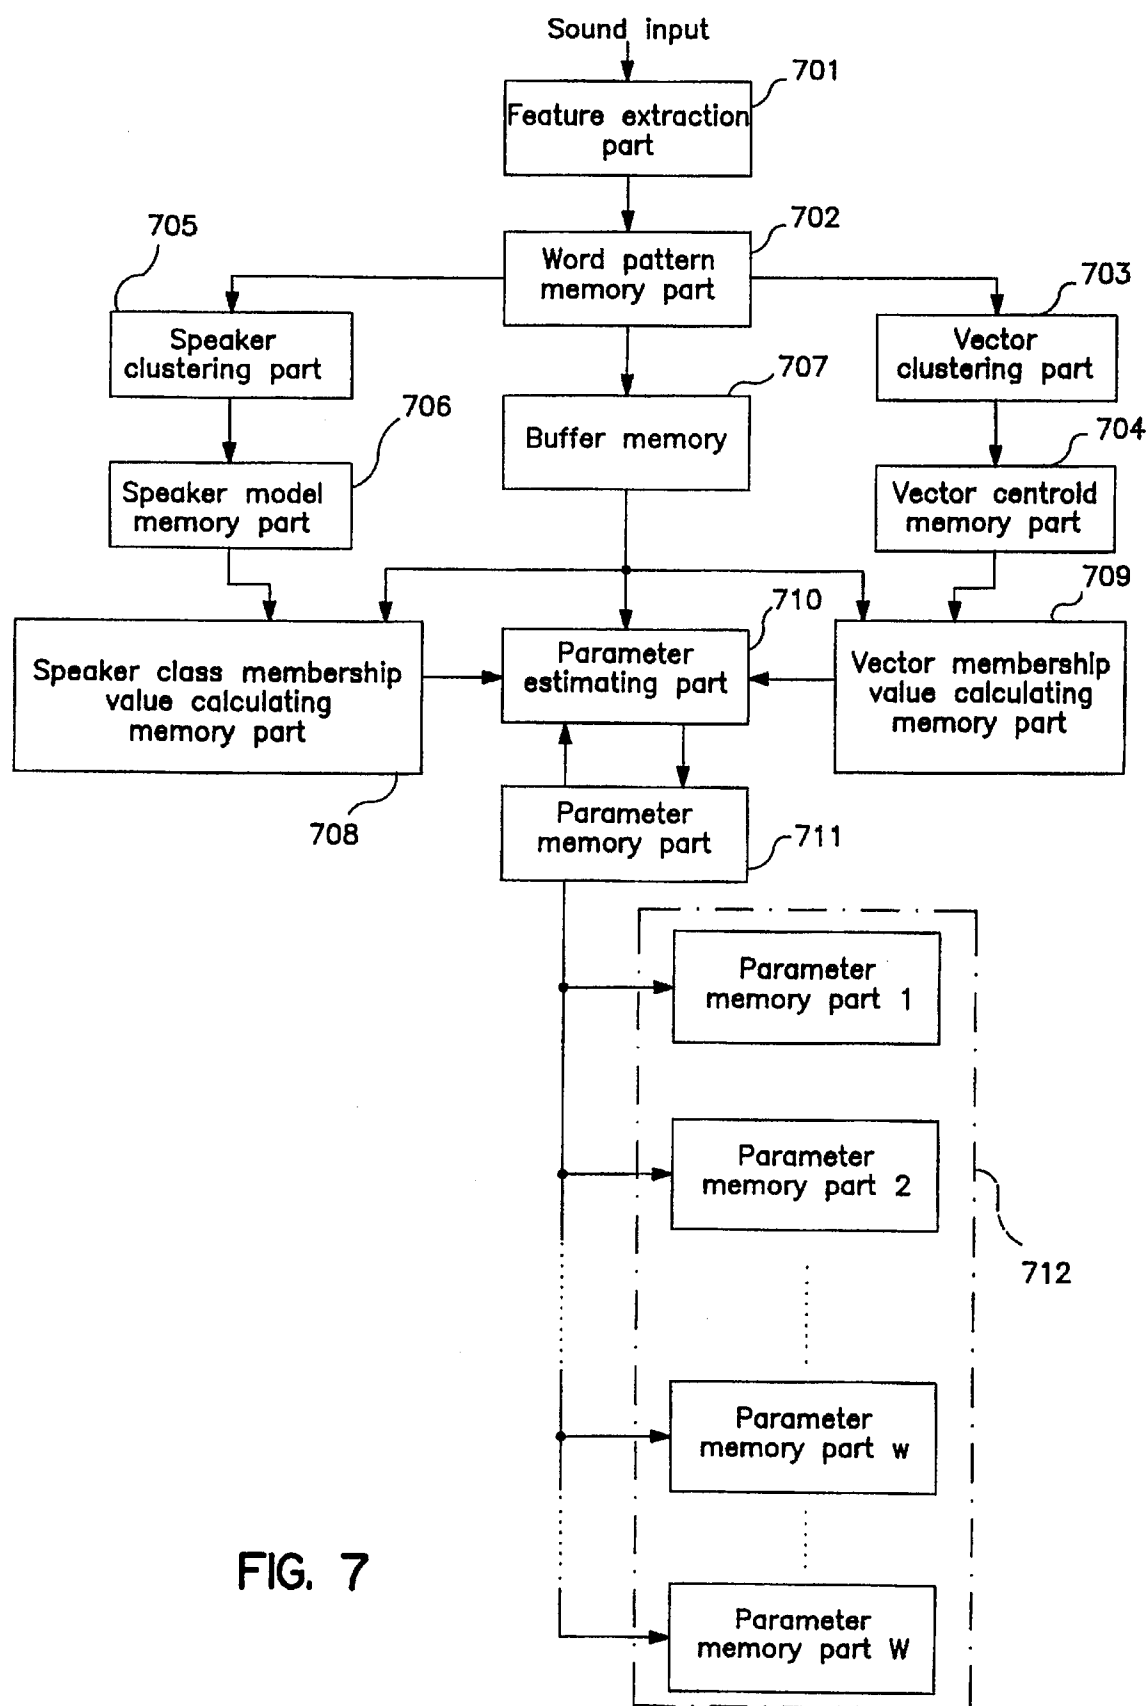 Sound input
701
Feature extraction
part
702
Word pattern
memory part
705
Speaker
clustering part
703
Vector
clustering part
707
Buffer memory
706
Speaker model
memory part
704
Vector centroid
memory part
709
Speaker class membership
value calculating
memory part
708
710
Parameter
estimating part
Vector membership
value calculating
memory part
Parameter
memory part
711
Parameter
memory part 1
Parameter
memory part 2
712
Parameter
memory part w
Parameter
memory part W
FIG. 7